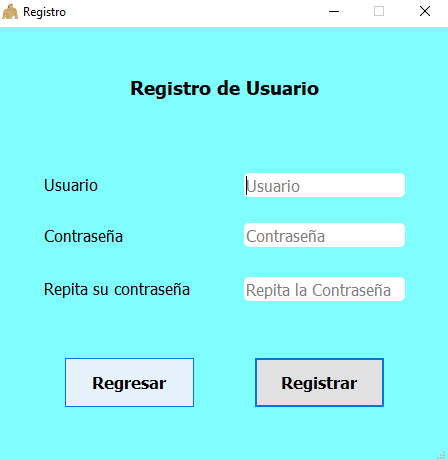 Registro
Registro de Usuario
Usuario Usuario
Contraseña Contraseña
Repita su contraseña Repita la Contraseña
Regresar Registrar